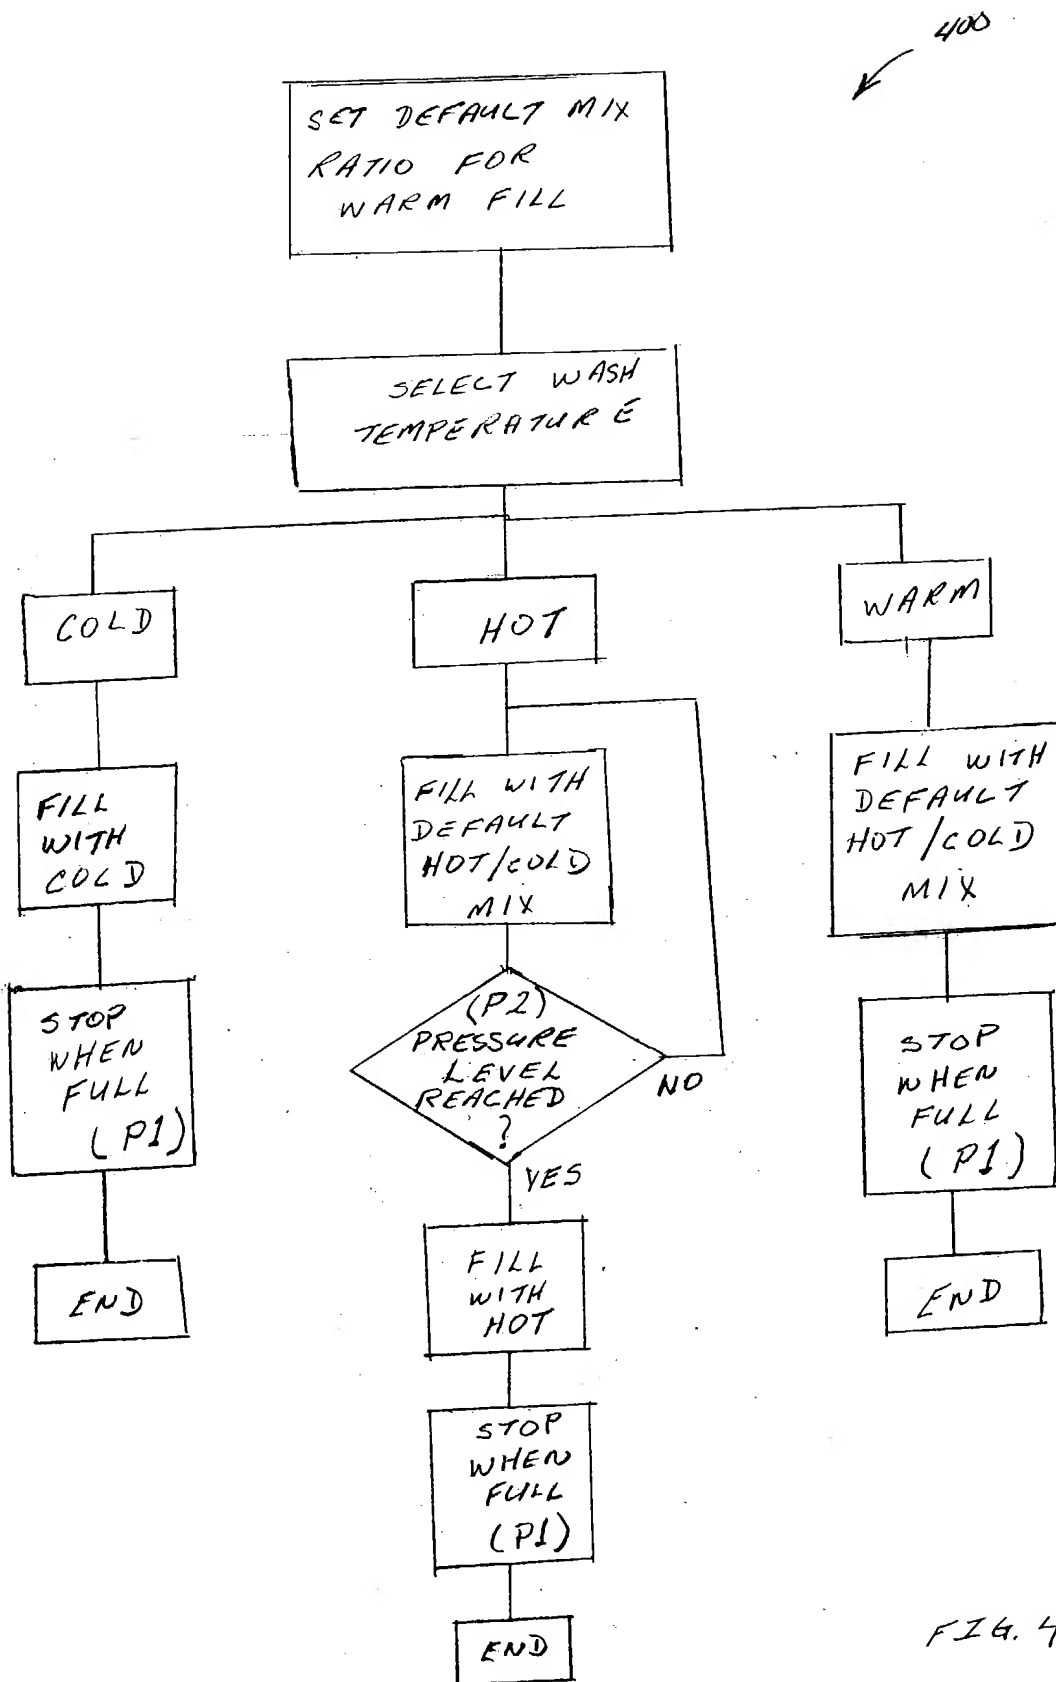 400
SET DEFAULT MIX
RATIO FOR
WARM FILL
SELECT WASH
TEMPERATURE
COLD
HOT
WARM
FILL
WITH
COLD
FILL WITH
DEFAULT
HOT/COLD
MIX
FILL WITH
DEFAULT
HOT/COLD
MIX
STOP
WHEN
FULL
(P1)
(P2)
PRESSURE
LEVEL
REACHED
?
NO
YES
STOP
WHEN
FULL
(P1)
END
FILL
WITH
HOT
END
STOP
WHEN
FULL
(P1)
END
FIG. 4